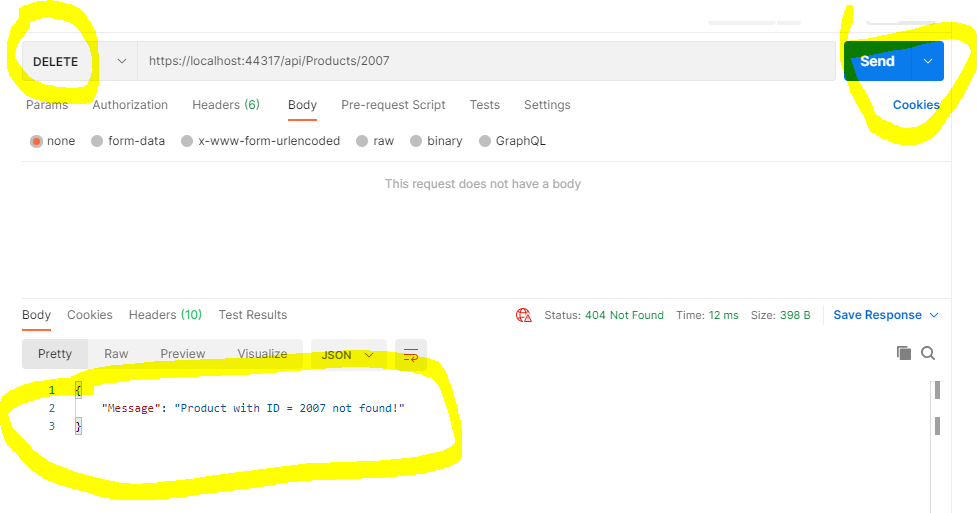 DELETE https://localhost:44317/api/Products/2007 Send
Params Authorization Headers (6) Body Pre-request Script Tests Settings Cookies
none form-data x-www-form-urlencoded raw binary GraphQL
This request does not have a body
Body Cookies Headers (10) Test Results Status: 404 Not Found Time: 12 ms Size: 398 B Save Response
Pretty Raw Preview Visualize JSON
1 {
2 "Message": "Product with ID = 2007 not found!"
3 }